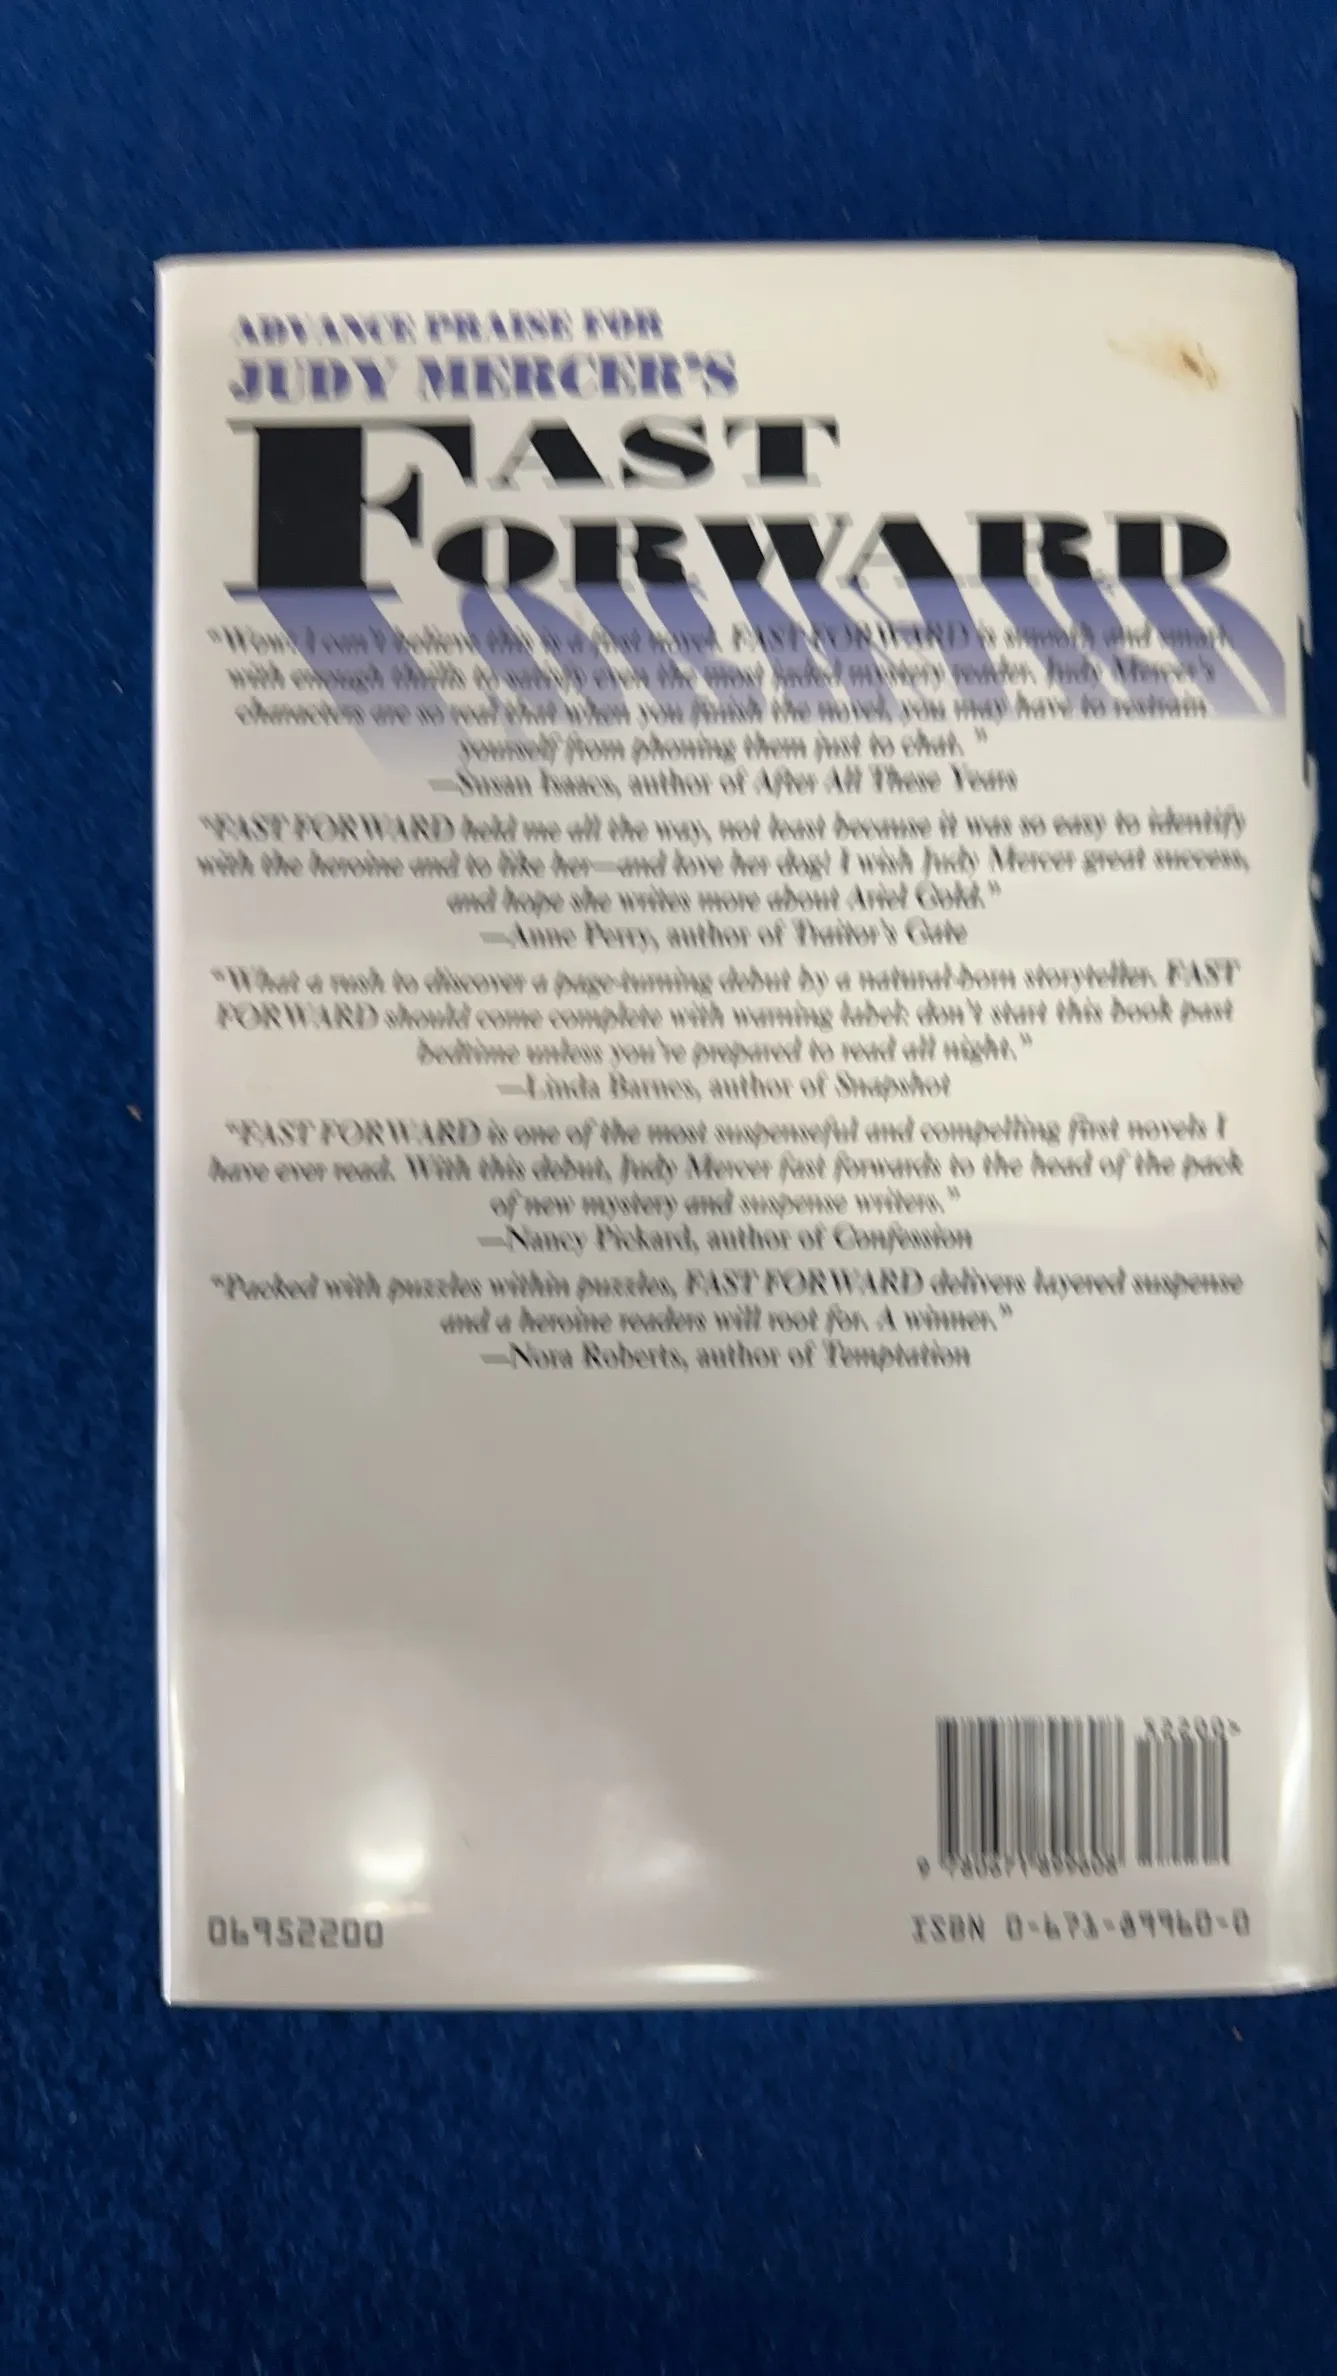 ADVANCE PRAISE FOR
JUDY MERCER'S
FAST
FORWARD
"Wow! I can't believe this is a first novel. FAST FORWARD is smooth and smart,
with enough thrills to satisfy even the most jaded mystery reader. Judy Mercer's
characters are so real that when you finish the novel, you may have to restrain
yourself from phoning them just to chat. "
—Susan Isaacs, author of After All These Years
"FAST FORWARD held me all the way, not least because it was so easy to identify
with the heroine and to like her—and love her dog! I wish Judy Mercer great success,
and hope she writes more about Ariel Gold."
—Anne Perry, author of Traitor's Gate
"What a rush to discover a page-turning debut by a natural-born storyteller. FAST
FORWARD should come complete with warning label: don't start this book past
bedtime unless you're prepared to read all night."
—Linda Barnes, author of Snapshot
"FAST FORWARD is one of the most suspenseful and compelling first novels I
have ever read. With this debut, Judy Mercer fast forwards to the head of the pack
of new mystery and suspense writers."
—Nancy Pickard, author of Confession
"Packed with puzzles within puzzles, FAST FORWARD delivers layered suspense
and a heroine readers will root for. A winner."
—Nora Roberts, author of Temptation
52200>
9 780671 899608
06952200
ISBN 0-671-89960-0